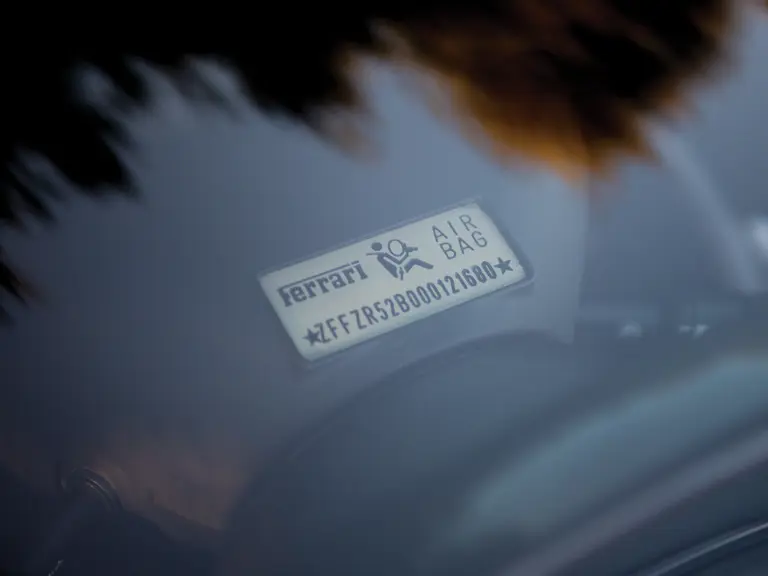 Ferrari
AIR
BAG
★ZFFZR52B000121680★